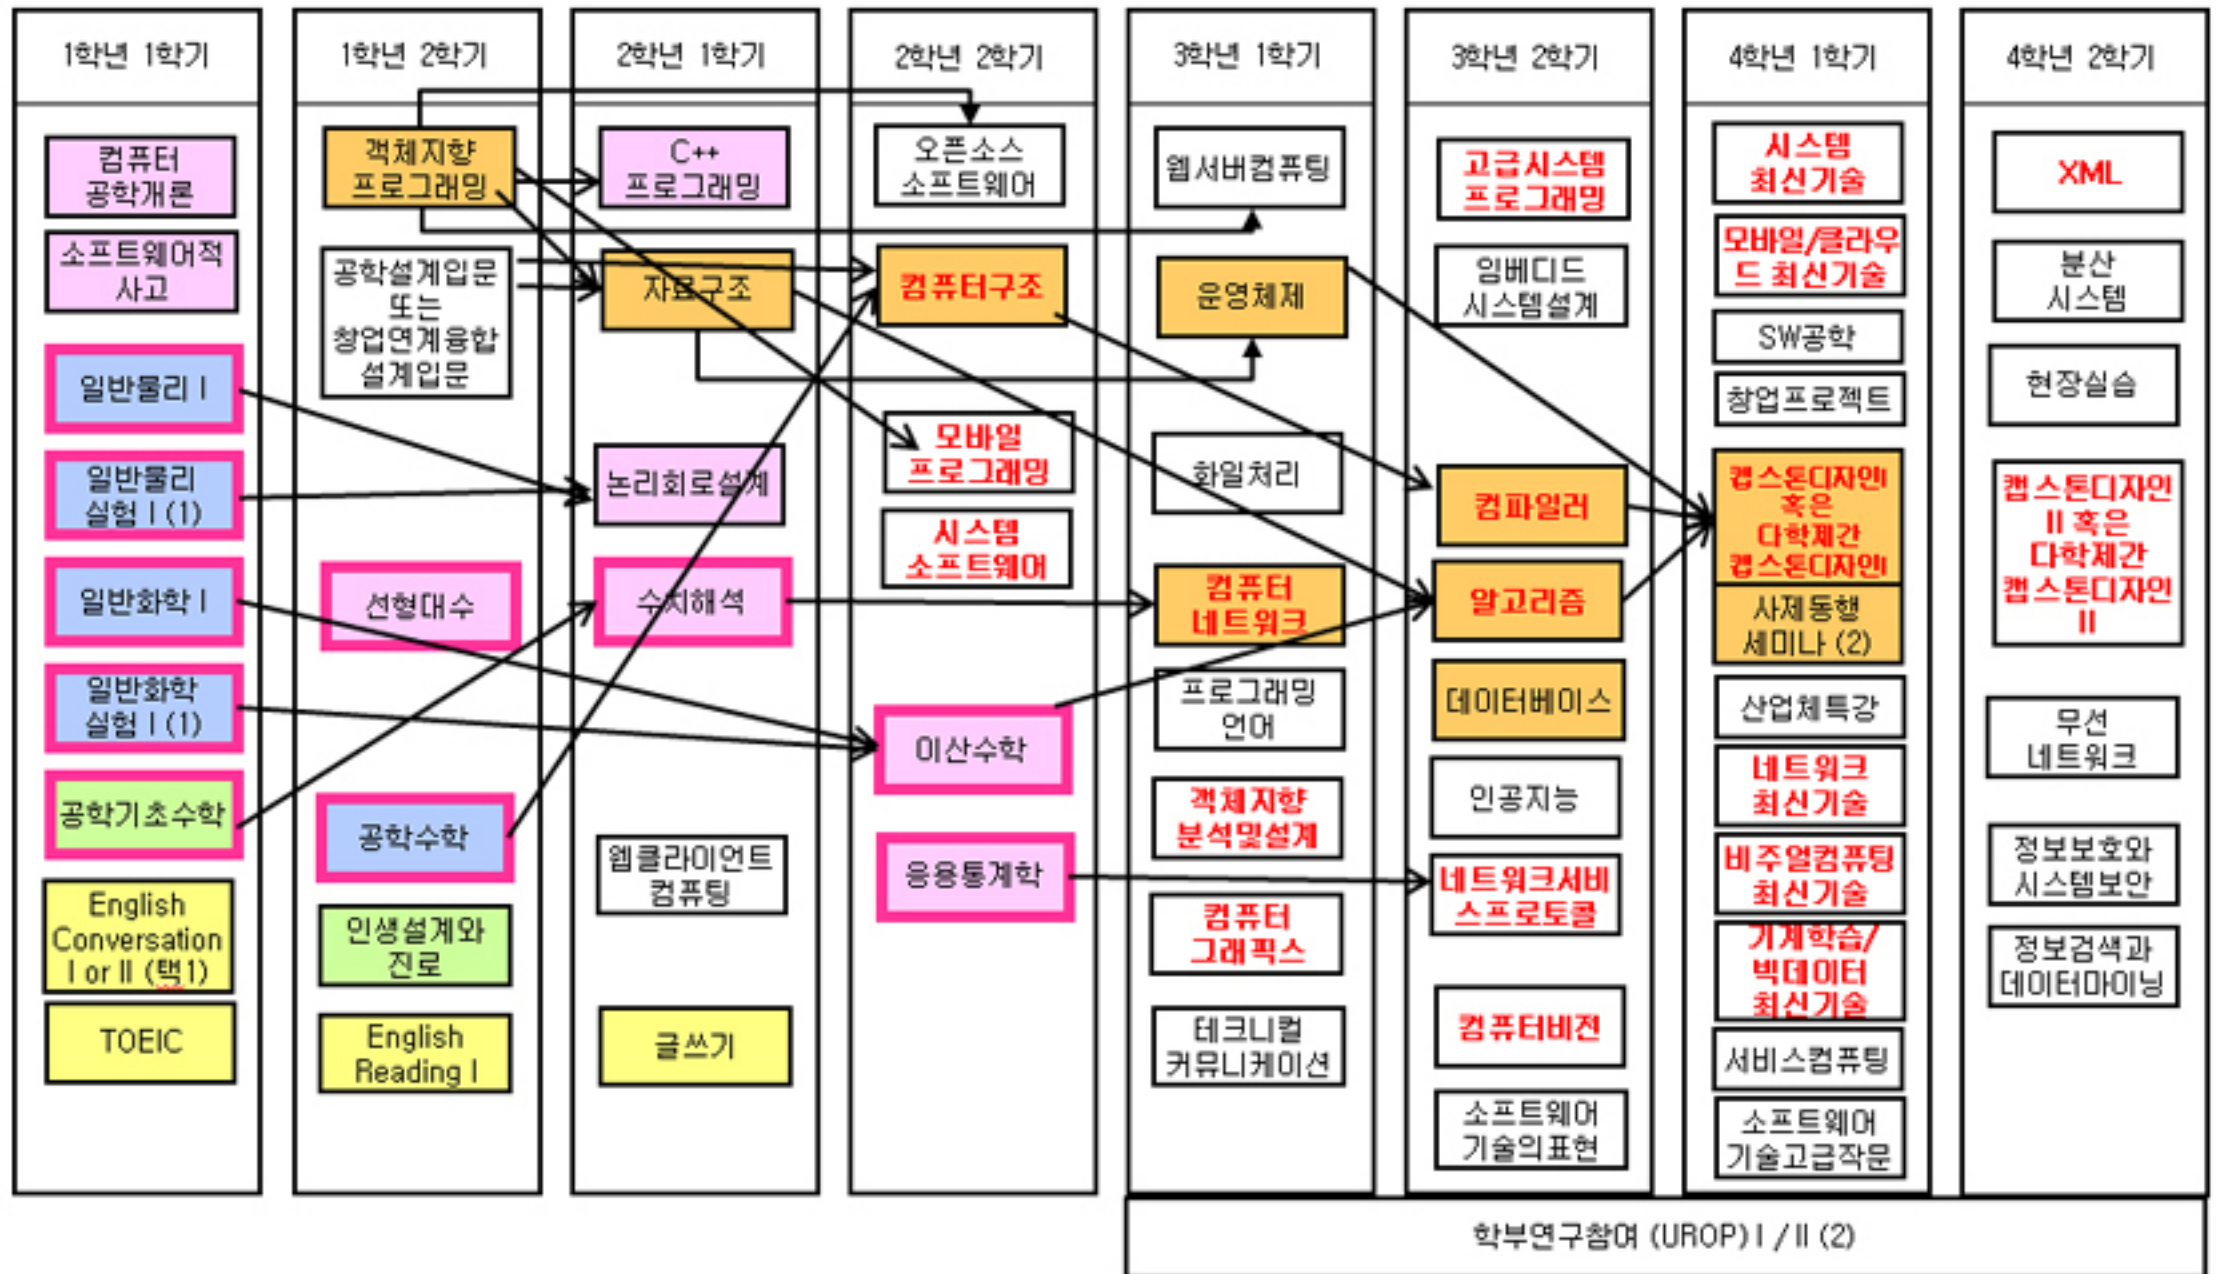 1학년 1학기
컴퓨터
공학개론
소프트웨어적
사고
일반물리 I
일반물리
실험 I (1)
일반화학 I
일반화학
실험 I (1)
공학기초수학
English
Conversation
I or II (택1)
TOEIC
1학년 2학기
객체지향
프로그래밍
공학설계입문
또는
창업연계융합
설계입문
선형대수
공학수학
인생설계와
진로
English
Reading I
2학년 1학기
C++
프로그래밍
자료구조
논리회로설계
수치해석
웹클라이언트
컴퓨팅
글쓰기
2학년 2학기
오픈소스
소프트웨어
컴퓨터구조
모바일
프로그래밍
시스템
소프트웨어
이산수학
응용통계학
3학년 1학기
웹서버컴퓨팅
운영체제
화일처리
컴퓨터
네트워크
프로그래밍
언어
객체지향
분석및설계
컴퓨터
그래픽스
테크니컬
커뮤니케이션
3학년 2학기
고급시스템
프로그래밍
임베디드
시스템설계
컴파일러
알고리즘
데이터베이스
인공지능
네트워크서비
스프로토콜
컴퓨터비전
소프트웨어
기술의표현
4학년 1학기
시스템
최신기술
모바일/클라우
드 최신기술
SW공학
창업프로젝트
캡스톤디자인I
혹은
다학제간
캡스톤디자인I
사제동행
세미나 (2)
산업체특강
네트워크
최신기술
비주얼컴퓨팅
최신기술
기계학습/
빅데이터
최신기술
서비스컴퓨팅
소프트웨어
기술고급작문
4학년 2학기
XML
분산
시스템
현장실습
캡스톤디자인
II 혹은
다학제간
캡스톤디자인
II
무선
네트워크
정보보호와
시스템보안
정보검색과
데이터마이닝
학부연구참여 (UROP) I / II (2)